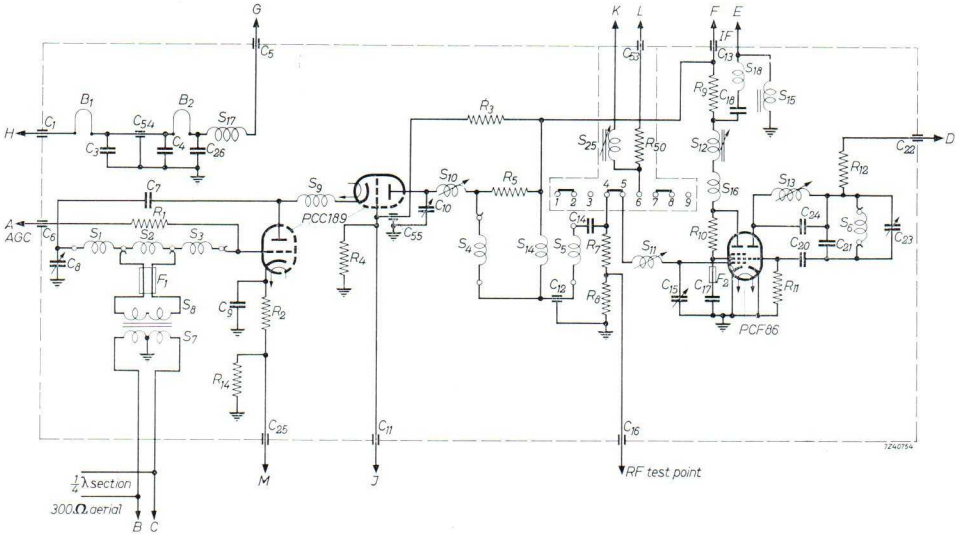 G K L F E
C5 C53 IF C13
B1 B2 S17 S18
H C1 C54 C3 C4 C26 R3 R9 C18 S15
S25 R50 S12 C22 D
C7 S9 PCC189 S10 R5 S16 R12 S13
A AGC C6 R1 C10 C55 1 2 3 4 5 6 7 8 9
C8 S1 S2 S3 R4 S4 S14 S5 C14 R7 S11 R10 C24 C20 C21 S6 C23
F1 C15 C17 F2 R11
S8 C9 R2 C12 R8 PCF86
S7
R14
C25 C11 C16 7Z40754
¼ λ section M J RF test point
300Ω aerial
B C